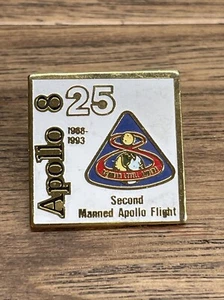 Apollo 8
25
1968-
1993
Second
Manned Apollo Flight